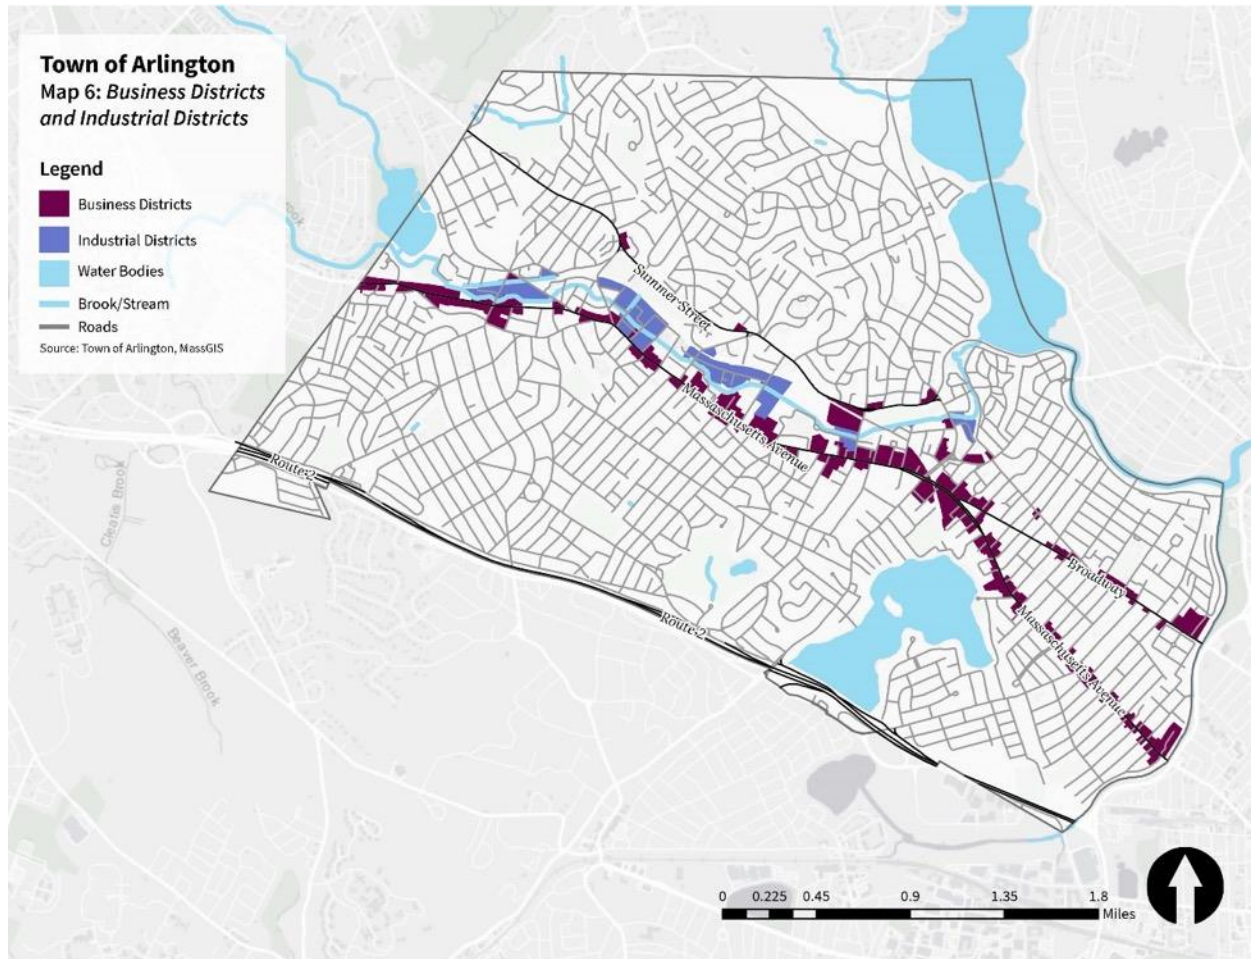 Town of Arlington
Map 6: Business Districts
and Industrial Districts
Legend
Business Districts
Industrial Districts
Water Bodies
Brook/Stream
Roads
Source: Town of Arlington, MassGIS
Summer Street
Massachusetts Avenue
Route 2
Cleatis Brook
Broadway
Route 2
Massachusetts Avenue
Beaver Brook
0 0.225 0.45 0.9 1.35 1.8
Miles